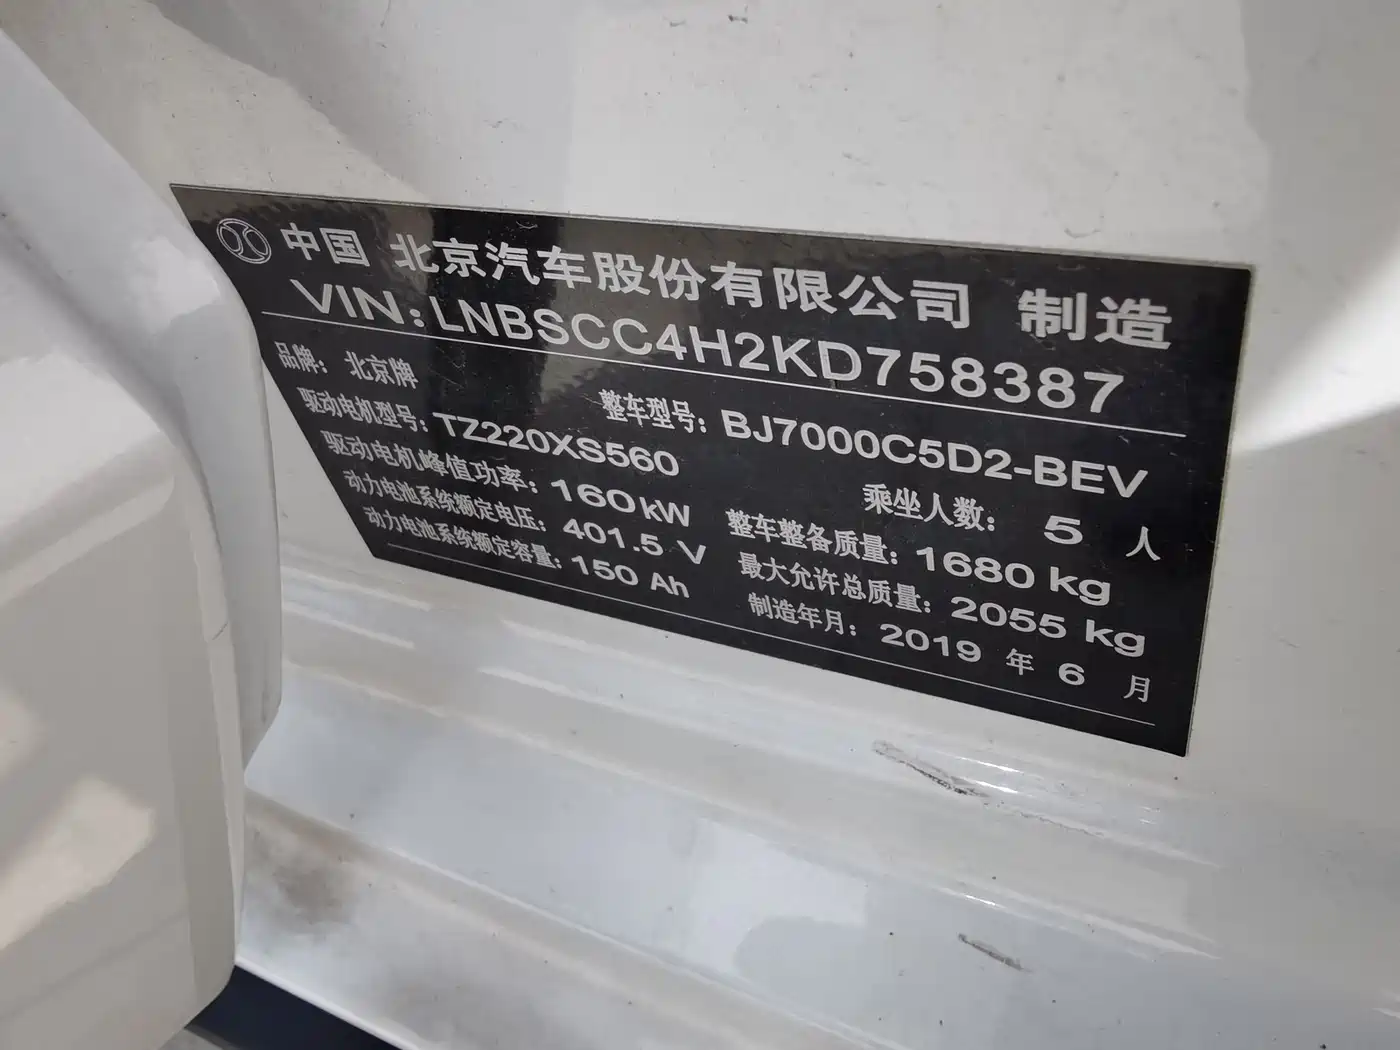 中国 北京汽车股份有限公司 制造
VIN: LNBSCC4H2KD758387
品牌: 北京牌 整车型号: BJ7000C5D2-BEV
驱动电机型号: TZ220XS560 乘坐人数: 5 人
驱动电机峰值功率: 160kW 整车整备质量: 1680 kg
动力电池系统额定电压: 401.5 V 最大允许总质量: 2055 kg
动力电池系统额定容量: 150 Ah 制造年月: 2019 年 6 月